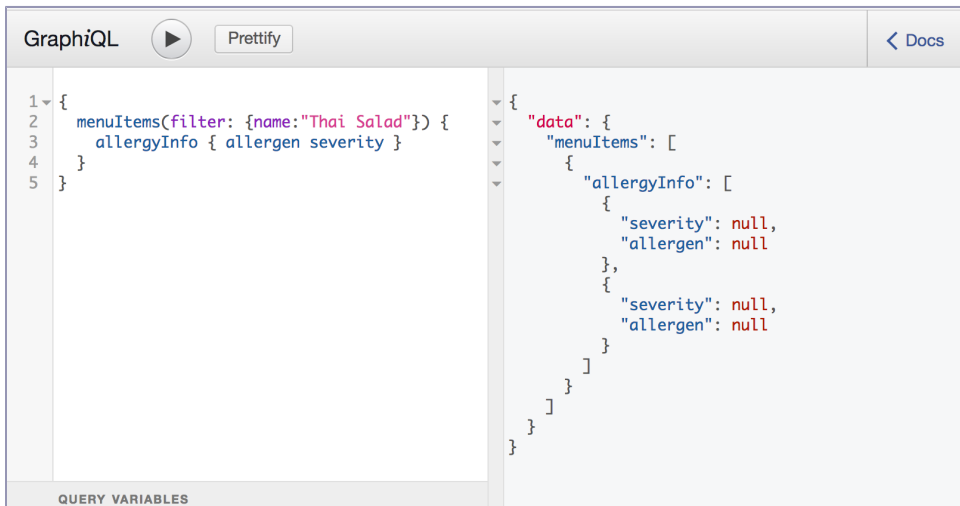 GraphiQL
Prettify
Docs
1 {
2 menuItems(filter: {name:"Thai Salad"}) {
3 allergyInfo { allergen severity }
4 }
5 }
QUERY VARIABLES
{
"data": {
"menuItems": [
{
"allergyInfo": [
{
"severity": null,
"allergen": null
},
{
"severity": null,
"allergen": null
}
]
}
]
}
}